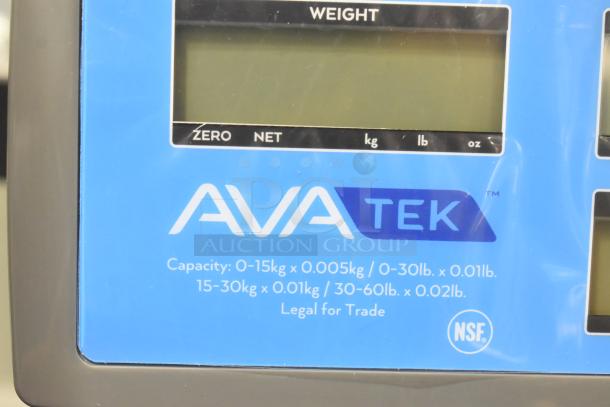 WEIGHT
ZERO NET kg lb oz
AVATEK™
PCI
AUCTION GROUP
Capacity: 0-15kg x 0.005kg / 0-30lb. x 0.01lb.
15-30kg x 0.01kg / 30-60lb. x 0.02lb.
Legal for Trade
NSF®